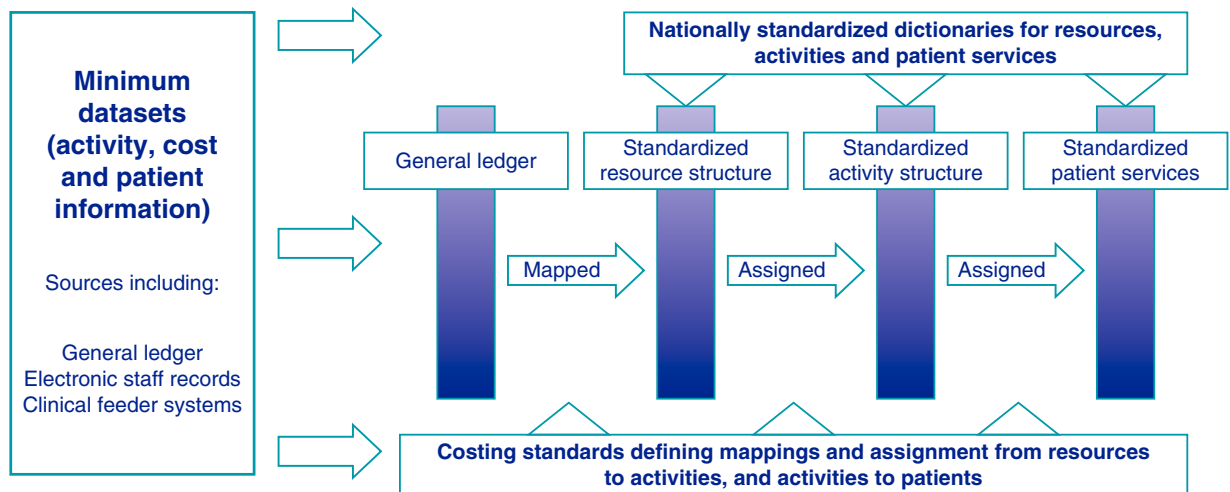 Minimum
datasets
(activity, cost
and patient
information)
Sources including:
General ledger
Electronic staff records
Clinical feeder systems
Nationally standardized dictionaries for resources,
activities and patient services
General ledger
Standardized
resource structure
Standardized
activity structure
Standardized
patient services
Mapped
Assigned
Assigned
Costing standards defining mappings and assignment from resources
to activities, and activities to patients